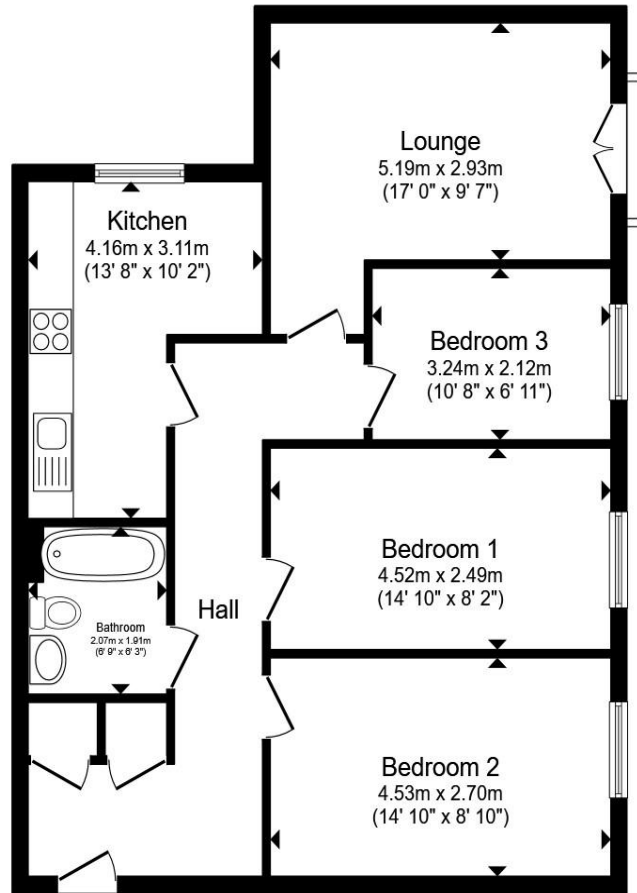 Lounge
5.19m x 2.93m
(17' 0" x 9' 7")
Kitchen
4.16m x 3.11m
(13' 8" x 10' 2")
Bedroom 3
3.24m x 2.12m
(10' 8" x 6' 11")
Bedroom 1
4.52m x 2.49m
(14' 10" x 8' 2")
Hall
Bathroom
2.07m x 1.91m
(6' 9" x 6' 3")
Bedroom 2
4.53m x 2.70m
(14' 10" x 8' 10")